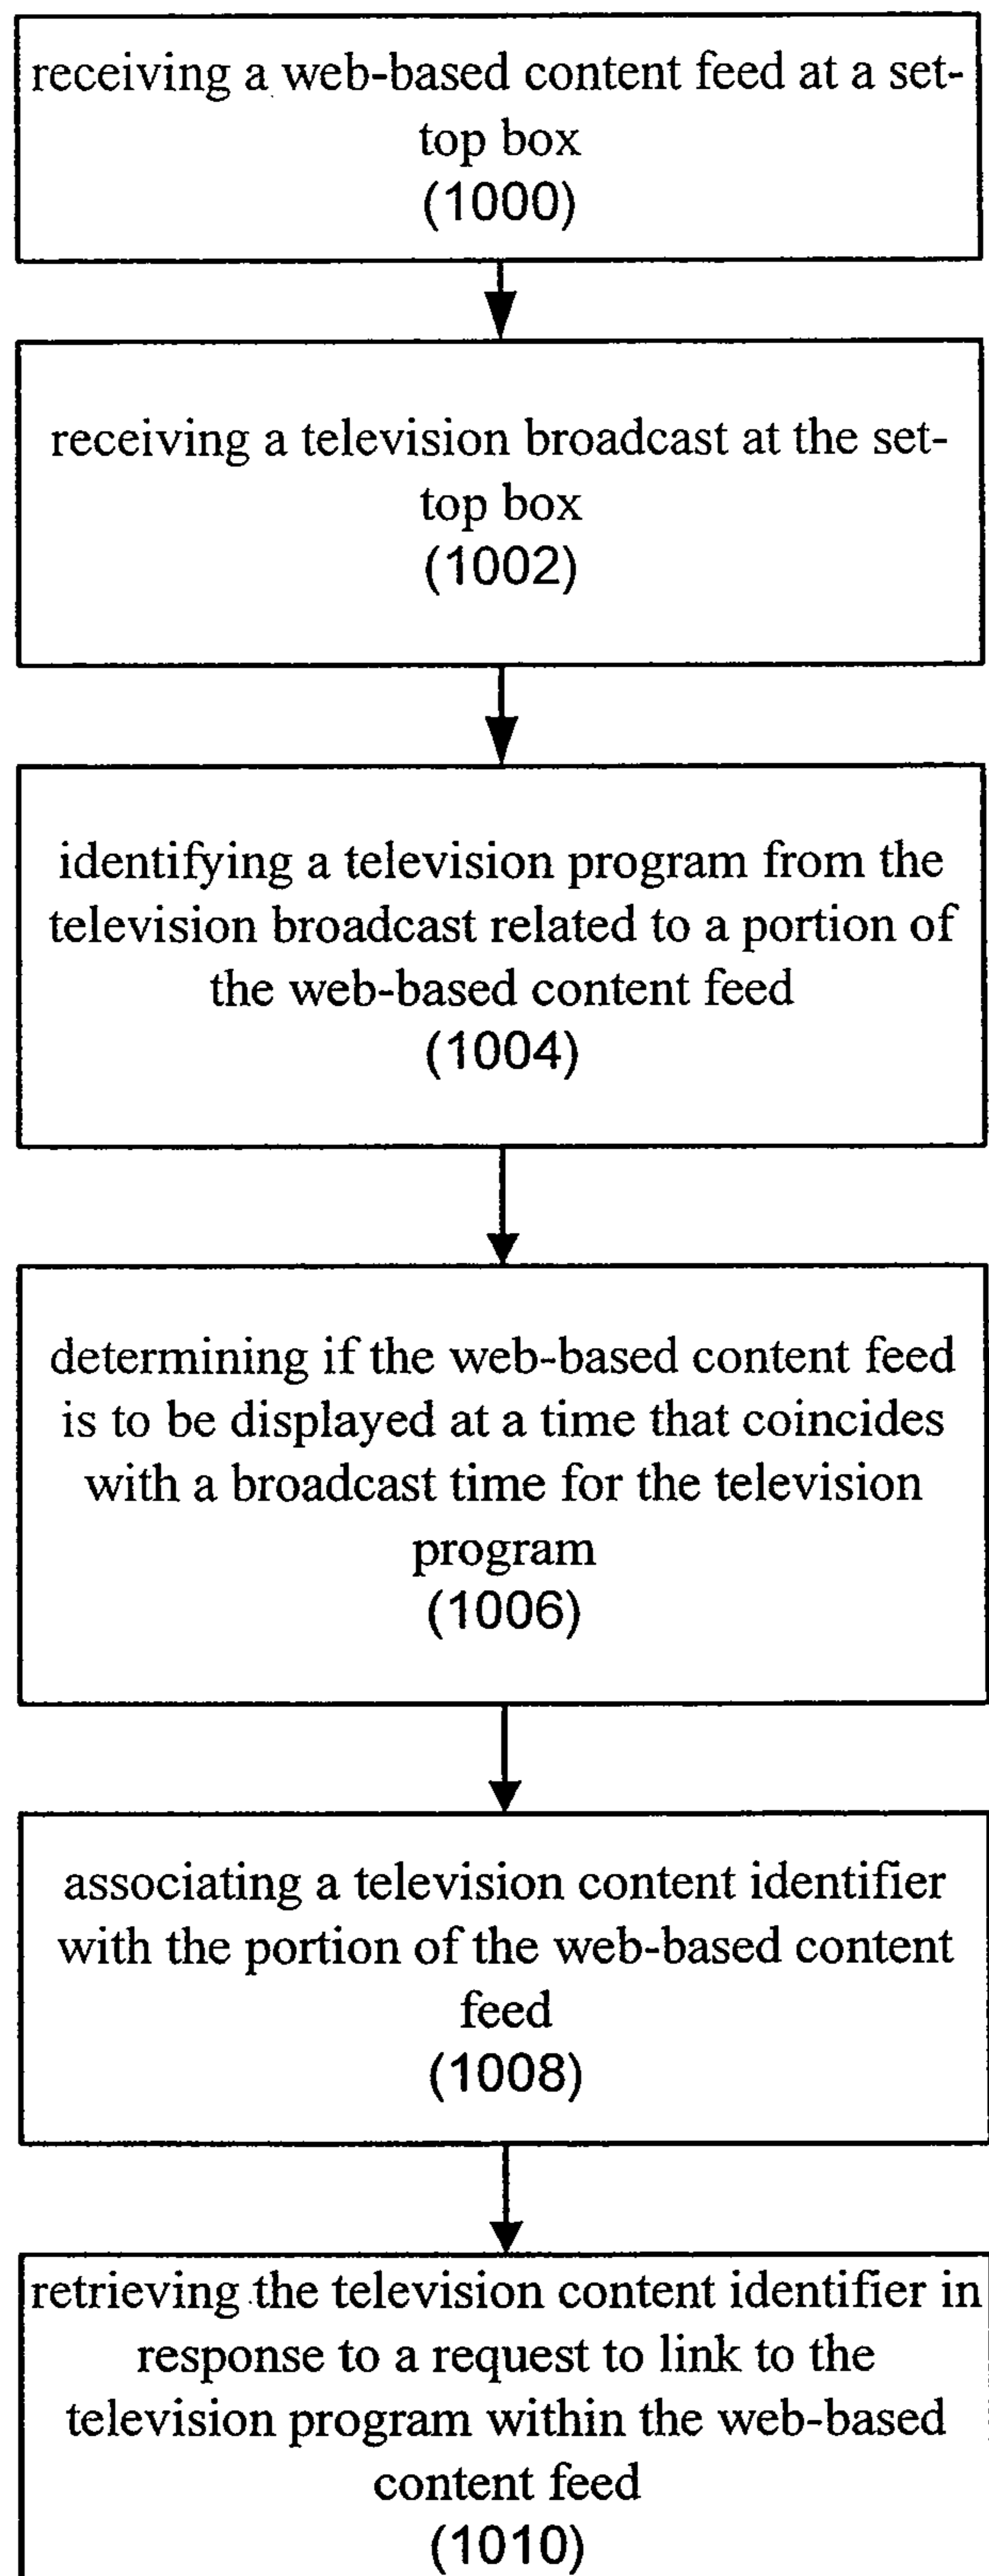 receiving a web-based content feed at a set-
top box
(1000)
receiving a television broadcast at the set-
top box
(1002)
identifying a television program from the
television broadcast related to a portion of
the web-based content feed
(1004)
determining if the web-based content feed
is to be displayed at a time that coincides
with a broadcast time for the television
program
(1006)
associating a television content identifier
with the portion of the web-based content
feed
(1008)
retrieving the television content identifier in
response to a request to link to the
television program within the web-based
content feed
(1010)